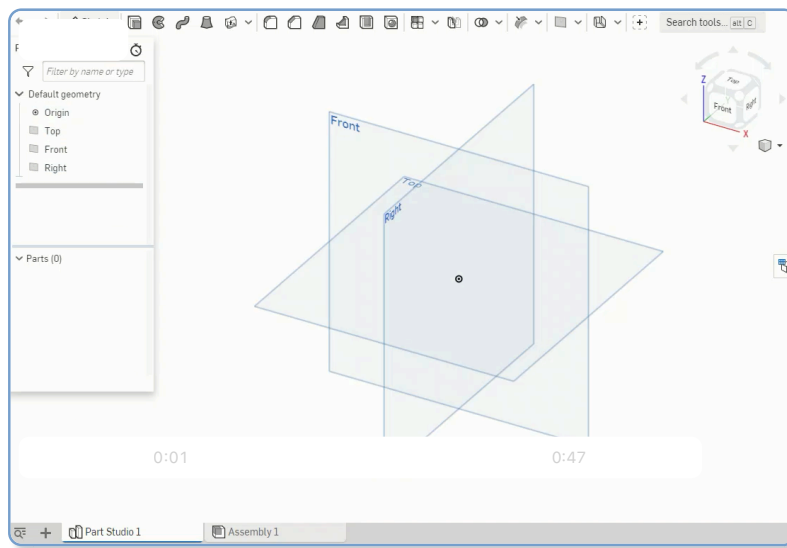 Search tools... alt C
Filter by name or type
Default geometry
Origin
Top
Front
Right
Parts (0)
Front
Top
Right
Z
Top
Front
Right
X
0:01
0:47
Part Studio 1
Assembly 1